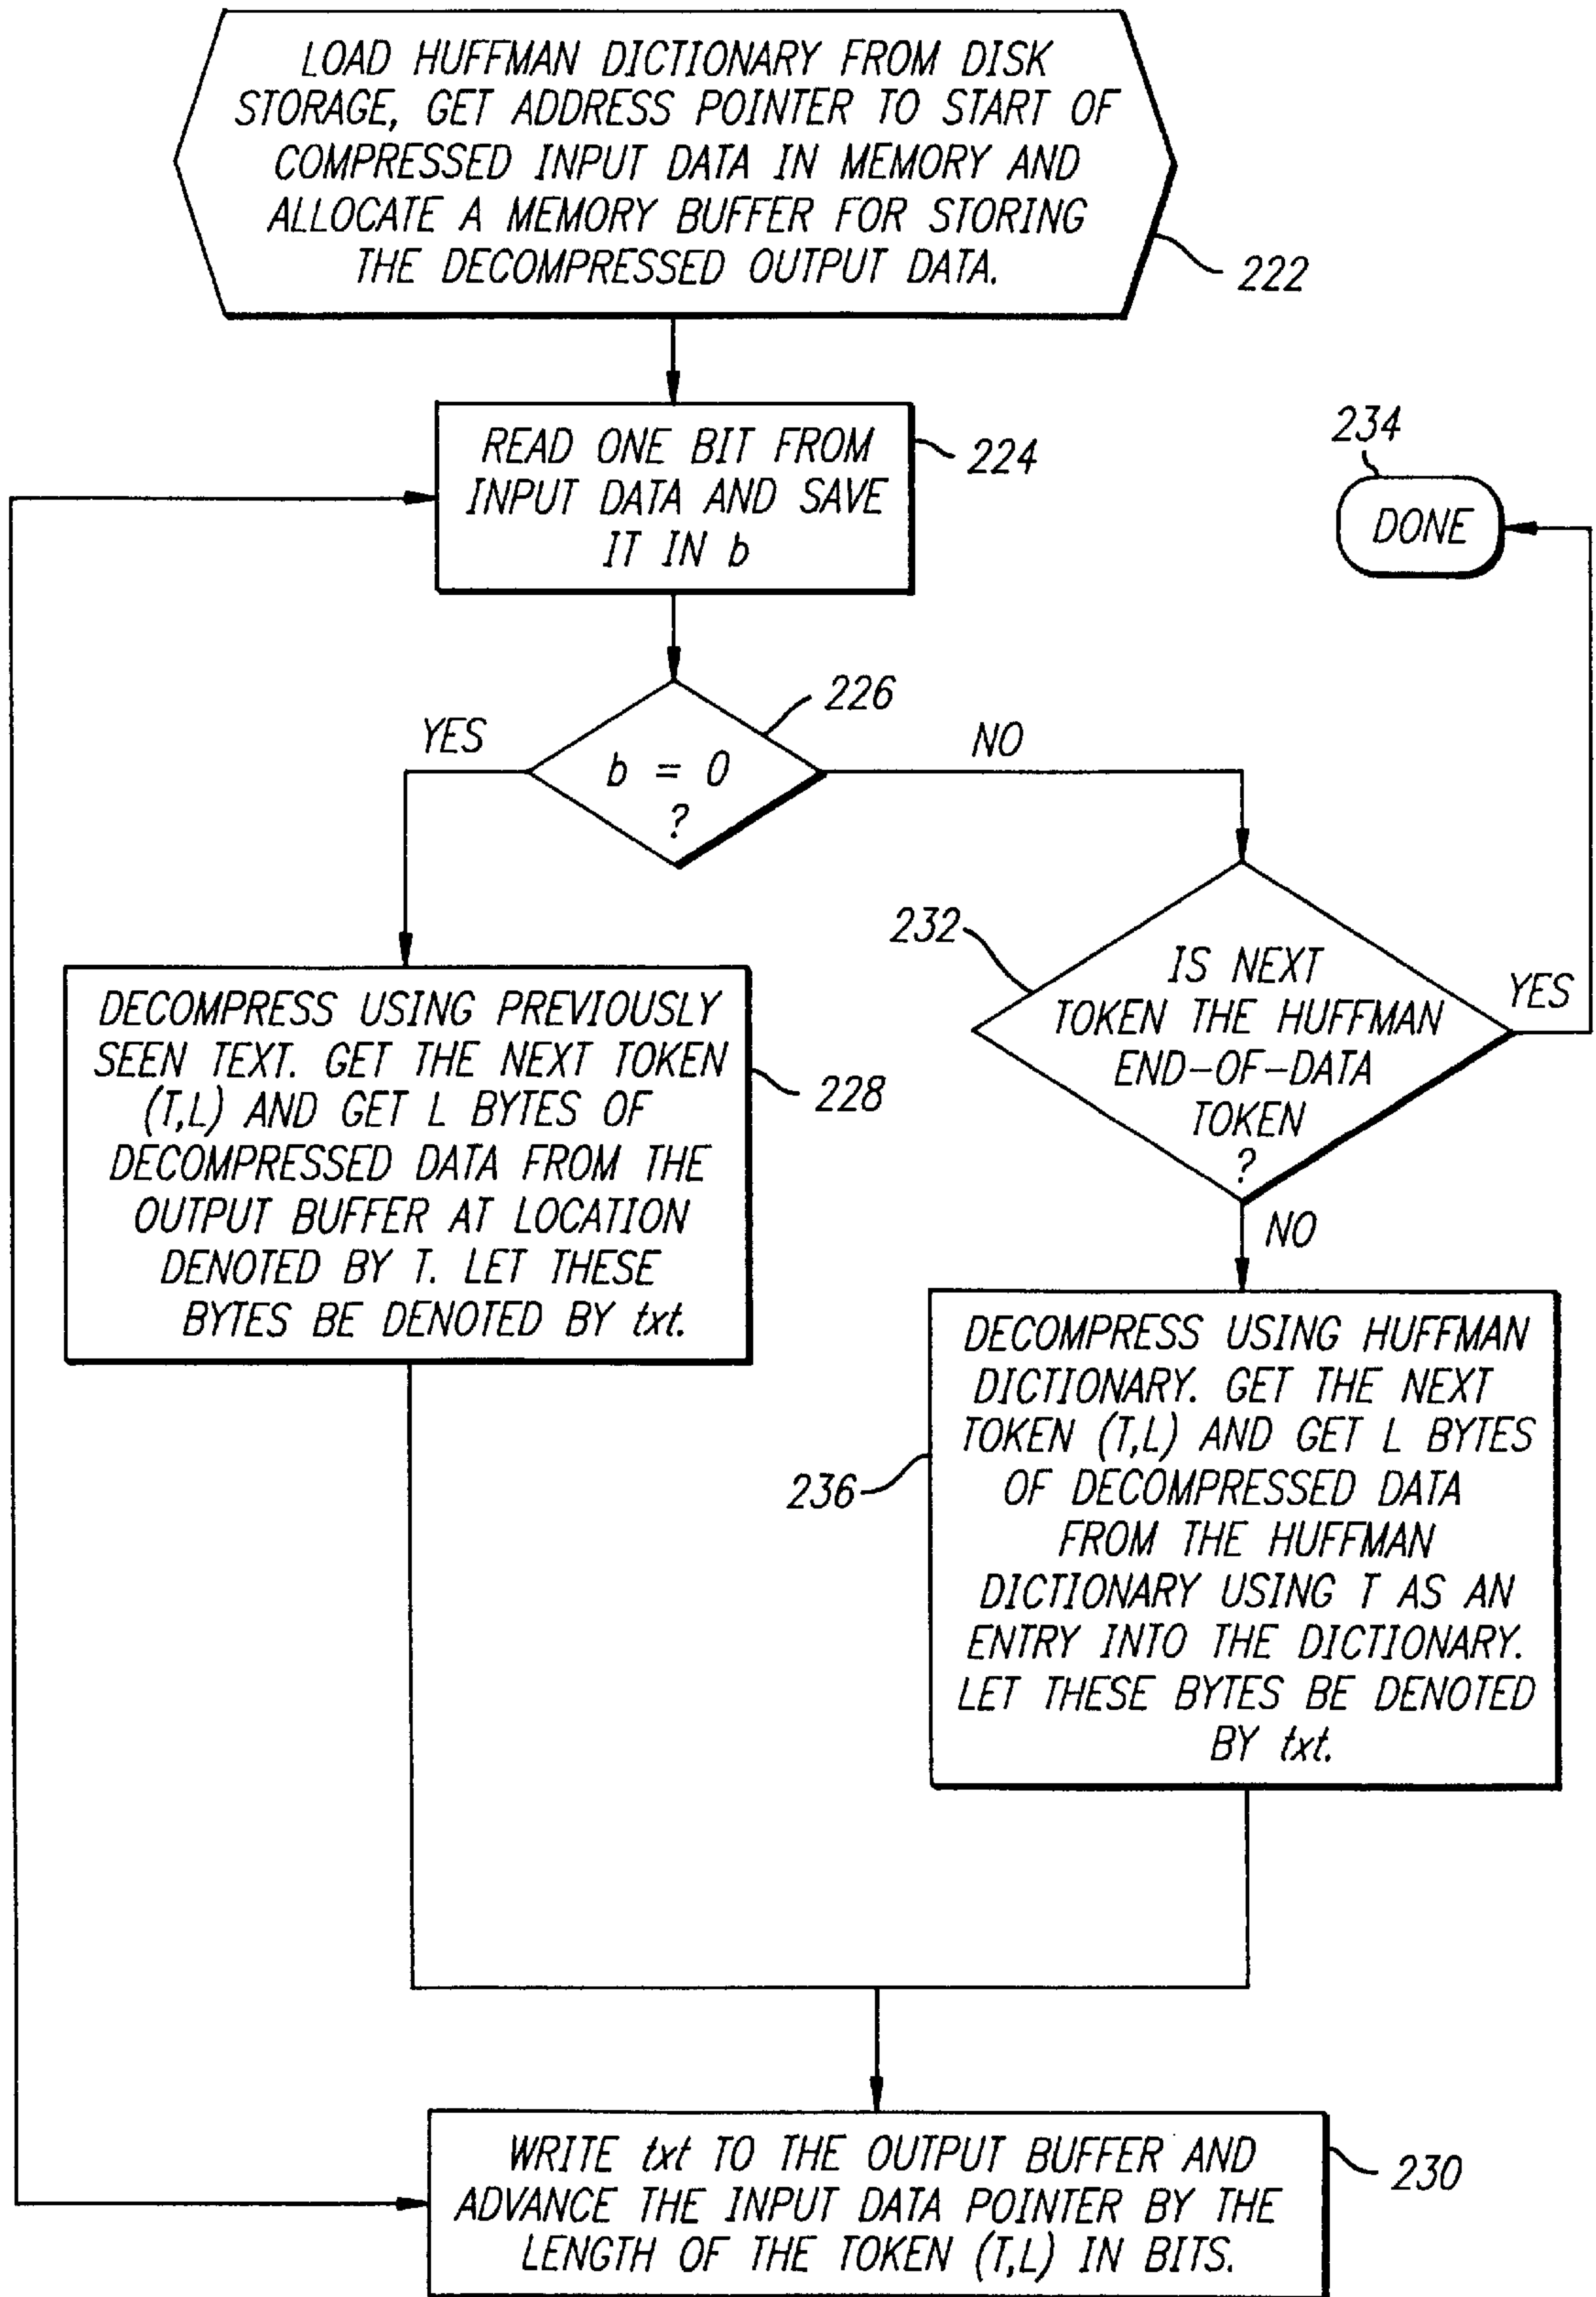 LOAD HUFFMAN DICTIONARY FROM DISK
STORAGE, GET ADDRESS POINTER TO START OF
COMPRESSED INPUT DATA IN MEMORY AND
ALLOCATE A MEMORY BUFFER FOR STORING
THE DECOMPRESSED OUTPUT DATA.
222
READ ONE BIT FROM
INPUT DATA AND SAVE
IT IN b
224
234
DONE
226
YES
b = 0
?
NO
232
IS NEXT
TOKEN THE HUFFMAN
END-OF-DATA
TOKEN
?
YES
NO
DECOMPRESS USING PREVIOUSLY
SEEN TEXT. GET THE NEXT TOKEN
(T,L) AND GET L BYTES OF
DECOMPRESSED DATA FROM THE
OUTPUT BUFFER AT LOCATION
DENOTED BY T. LET THESE
BYTES BE DENOTED BY txt.
228
DECOMPRESS USING HUFFMAN
DICTIONARY. GET THE NEXT
TOKEN (T,L) AND GET L BYTES
OF DECOMPRESSED DATA
FROM THE HUFFMAN
DICTIONARY USING T AS AN
ENTRY INTO THE DICTIONARY.
LET THESE BYTES BE DENOTED
BY txt.
236
WRITE txt TO THE OUTPUT BUFFER AND
ADVANCE THE INPUT DATA POINTER BY THE
LENGTH OF THE TOKEN (T,L) IN BITS.
230